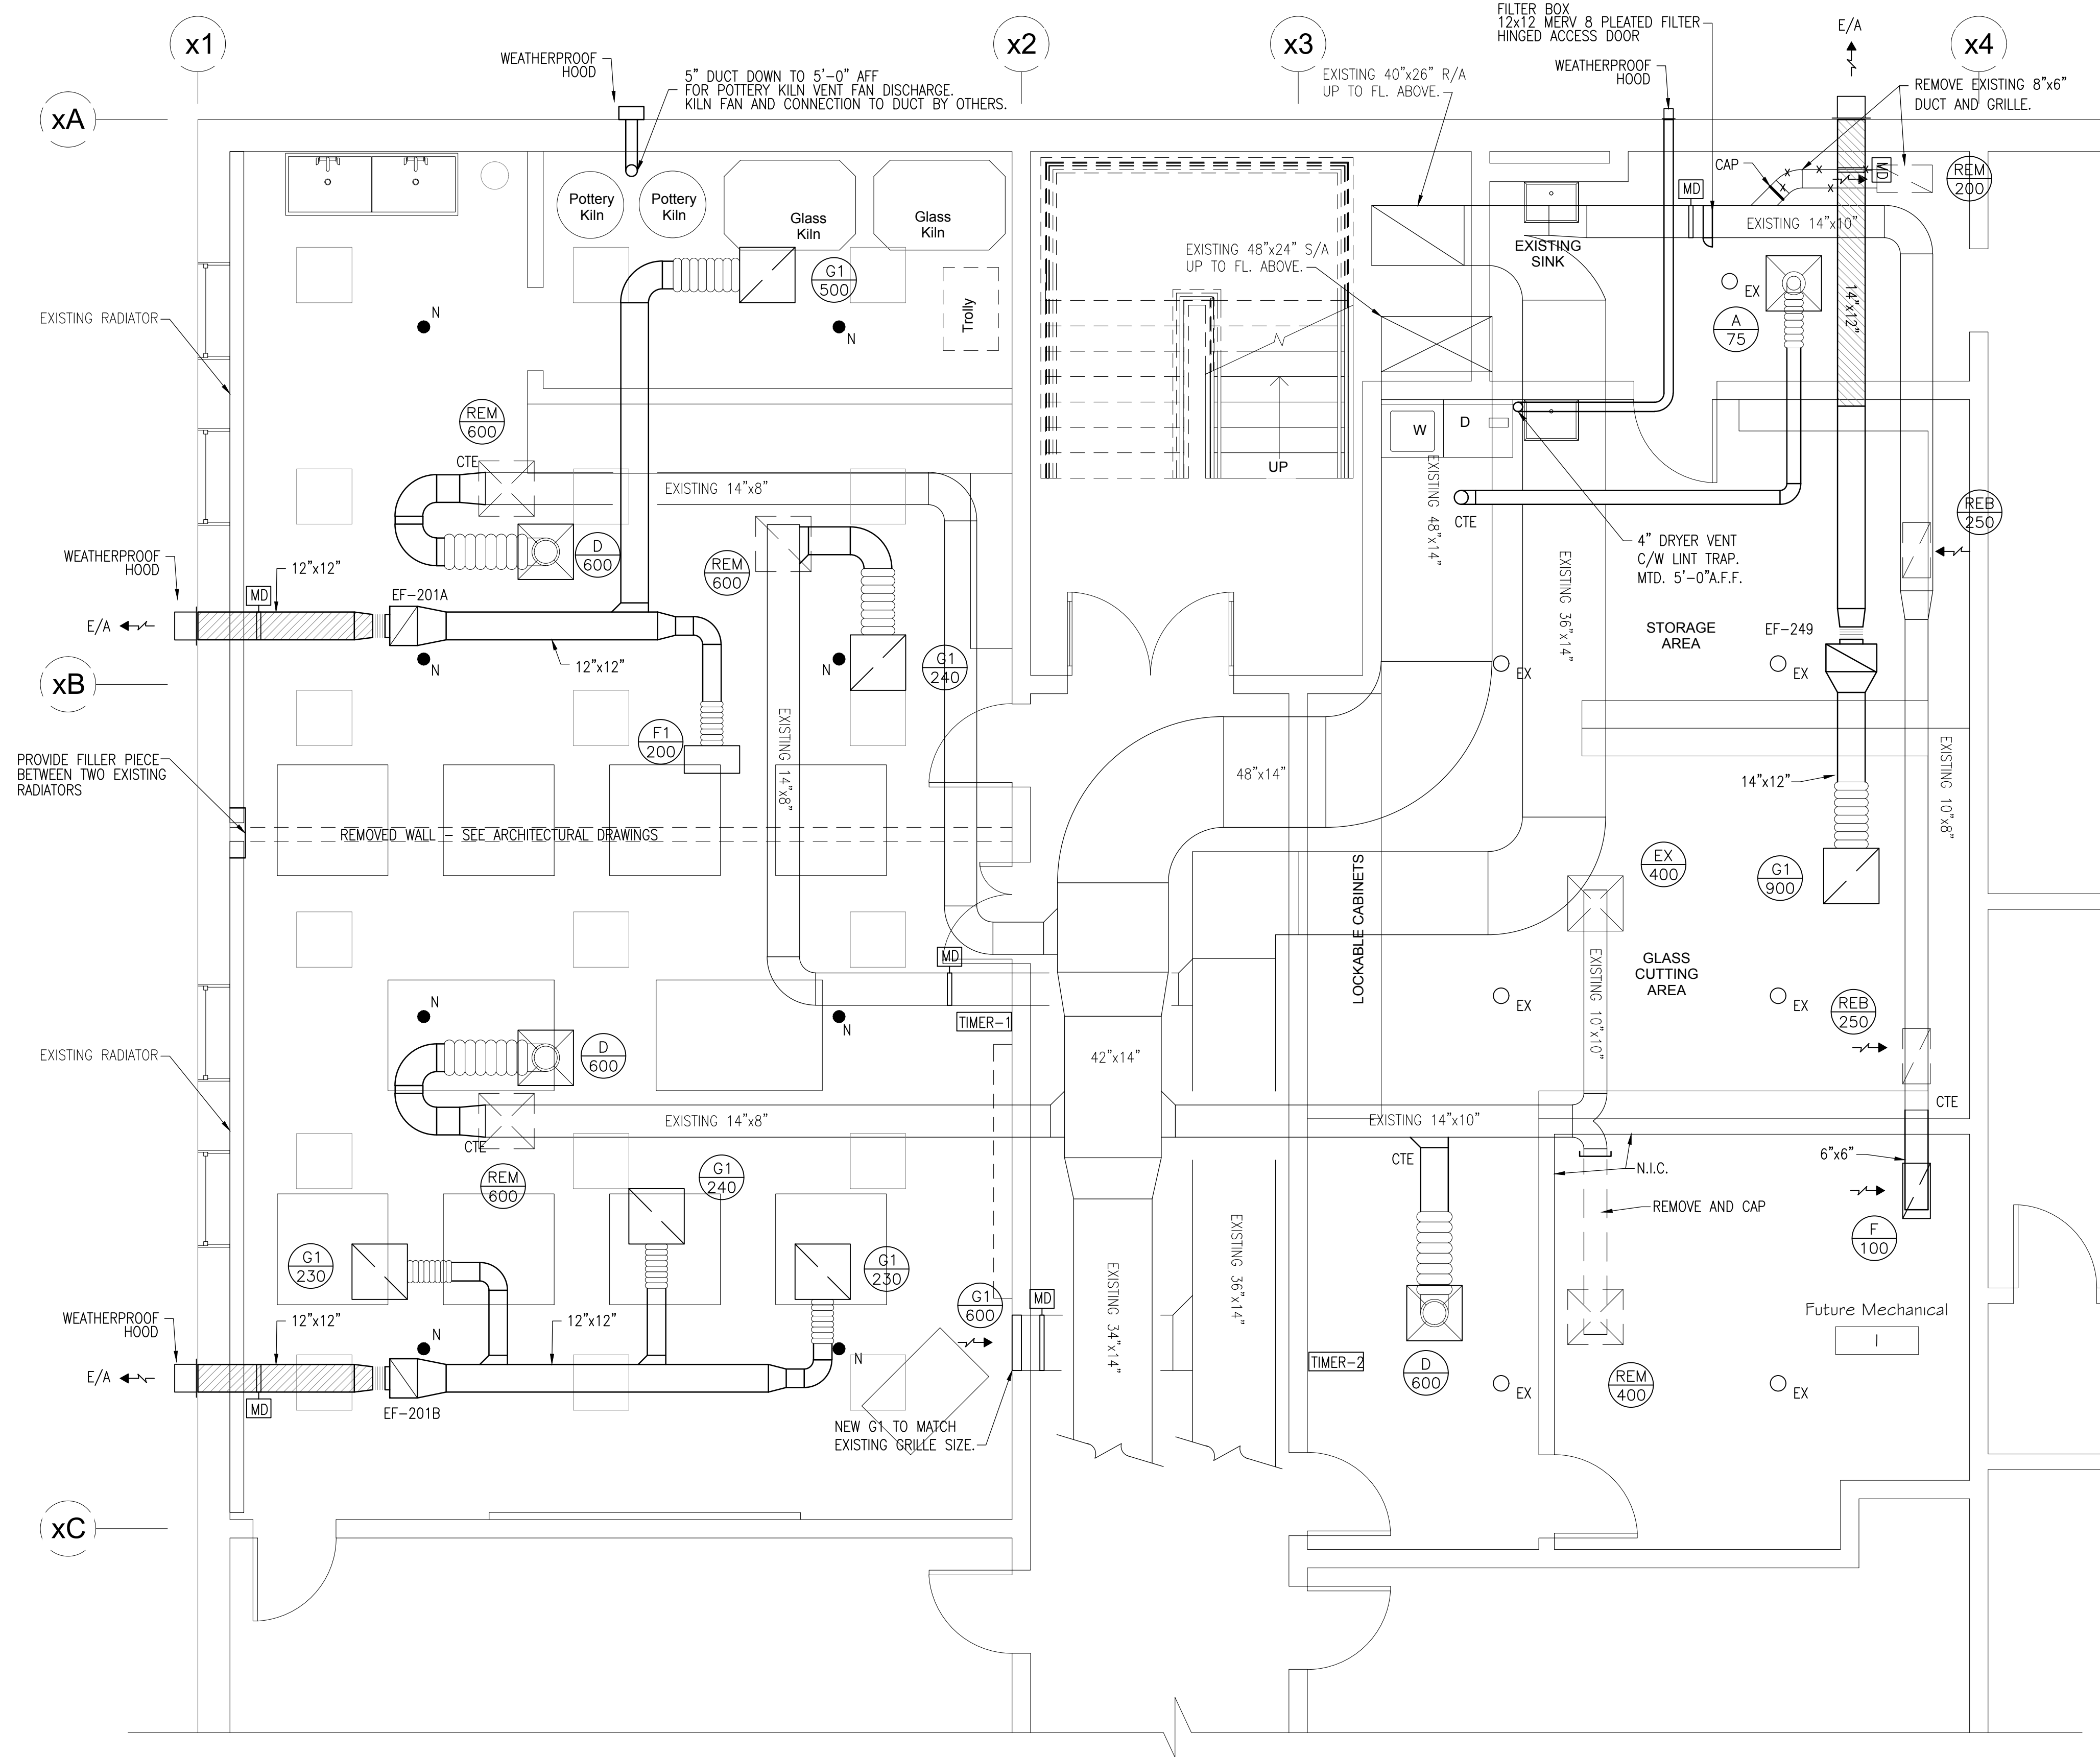 x1
x2
x3
x4
xA
xB
xC
WEATHERPROOF
HOOD
5" DUCT DOWN TO 5'-0" AFF
FOR POTTERY KILN VENT FAN DISCHARGE.
KILN FAN AND CONNECTION TO DUCT BY OTHERS.
EXISTING 40"x26" R/A
UP TO FL. ABOVE.
FILTER BOX
12x12 MERV 8 PLEATED FILTER
HINGED ACCESS DOOR
WEATHERPROOF
HOOD
E/A
REMOVE EXISTING 8"x6"
DUCT AND GRILLE.
CAP
MD
MD
REM
200
EXISTING 14"x10"
Pottery
Kiln
Pottery
Kiln
Glass
Kiln
Glass
Kiln
G1
500
Trolly
EXISTING 48"x24" S/A
UP TO FL. ABOVE.
EXISTING
SINK
EX
A
75
14"x12"
EXISTING RADIATOR
N
N
REM
600
CTE
EXISTING 14"x8"
D
600
REM
600
UP
W
D
EXISTING 48"x14"
CTE
REB
250
4" DRYER VENT
C/W LINT TRAP.
MTD. 5'-0"A.F.F.
EXISTING 36"x14"
WEATHERPROOF
HOOD
12"x12"
MD
EF-201A
E/A
12"x12"
N
N
G1
240
STORAGE
AREA
EF-249
EX
EX
F1
200
EXISTING 14"x8"
PROVIDE FILLER PIECE
BETWEEN TWO EXISTING
RADIATORS
REMOVED WALL - SEE ARCHITECTURAL DRAWINGS
48"x14"
14"x12"
EXISTING 10"x8"
LOCKABLE CABINETS
EX
400
G1
900
MD
GLASS
CUTTING
AREA
EXISTING 10"x10"
N
N
TIMER-1
EX
EX
REB
250
EXISTING RADIATOR
D
600
42"x14"
EXISTING 14"x8"
EXISTING 14"x10"
CTE
CTE
REM
600
G1
240
CTE
N.I.C.
6"x6"
REMOVE AND CAP
F
100
G1
230
G1
230
EXISTING 34"x14"
EXISTING 36"x14"
WEATHERPROOF
HOOD
12"x12"
12"x12"
G1
600
MD
Future Mechanical
1
N
N
E/A
MD
EF-201B
TIMER-2
D
600
EX
REM
400
EX
NEW G1 TO MATCH
EXISTING GRILLE SIZE.